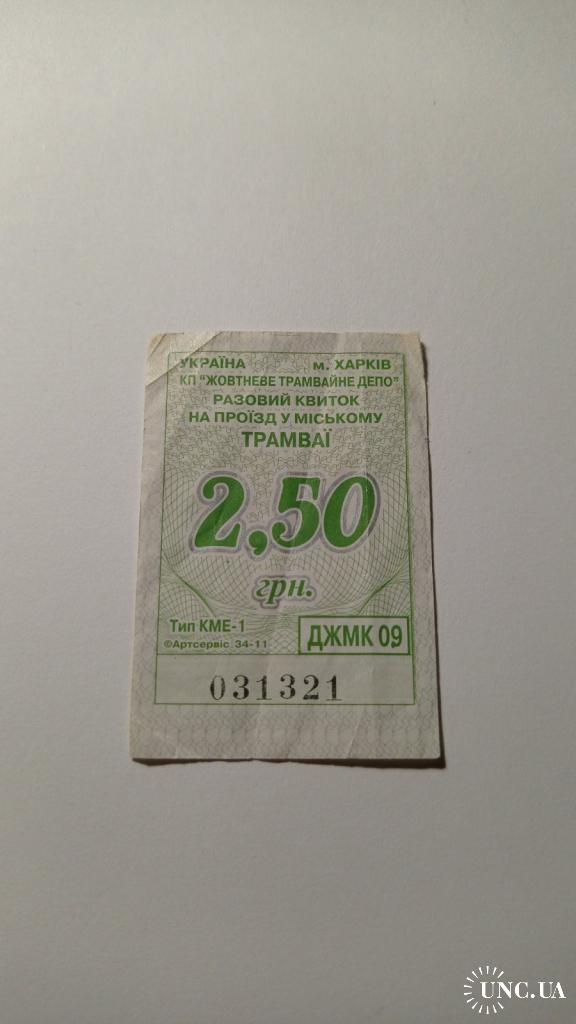 УКРАЇНА м. ХАРКІВ
КП "ЖОВТНЕВЕ ТРАМВАЙНЕ ДЕПО"
РАЗОВИЙ КВИТОК
НА ПРОЇЗД У МІСЬКОМУ
ТРАМВАЇ
2,50
грн.
Тип КМЕ-1
©Артсервіс 34-11
ДЖМК 09
031321
UNC.UA